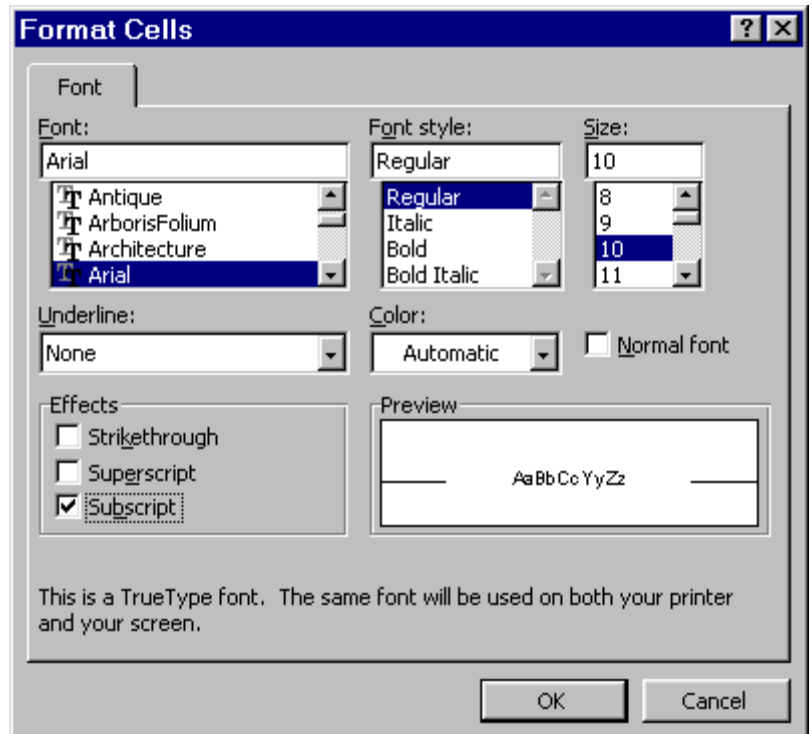 Format Cells
Font
Font: Font style: Size:
Arial Regular 10
Antique Regular 8
ArborisFolium Italic 9
Architecture Bold 10
Arial Bold Italic 11
Underline: Color:
None Automatic Normal font
Effects Preview
Strikethrough
Superscript AaBbCcYyZz
Subscript
This is a TrueType font. The same font will be used on both your printer
and your screen.
OK Cancel